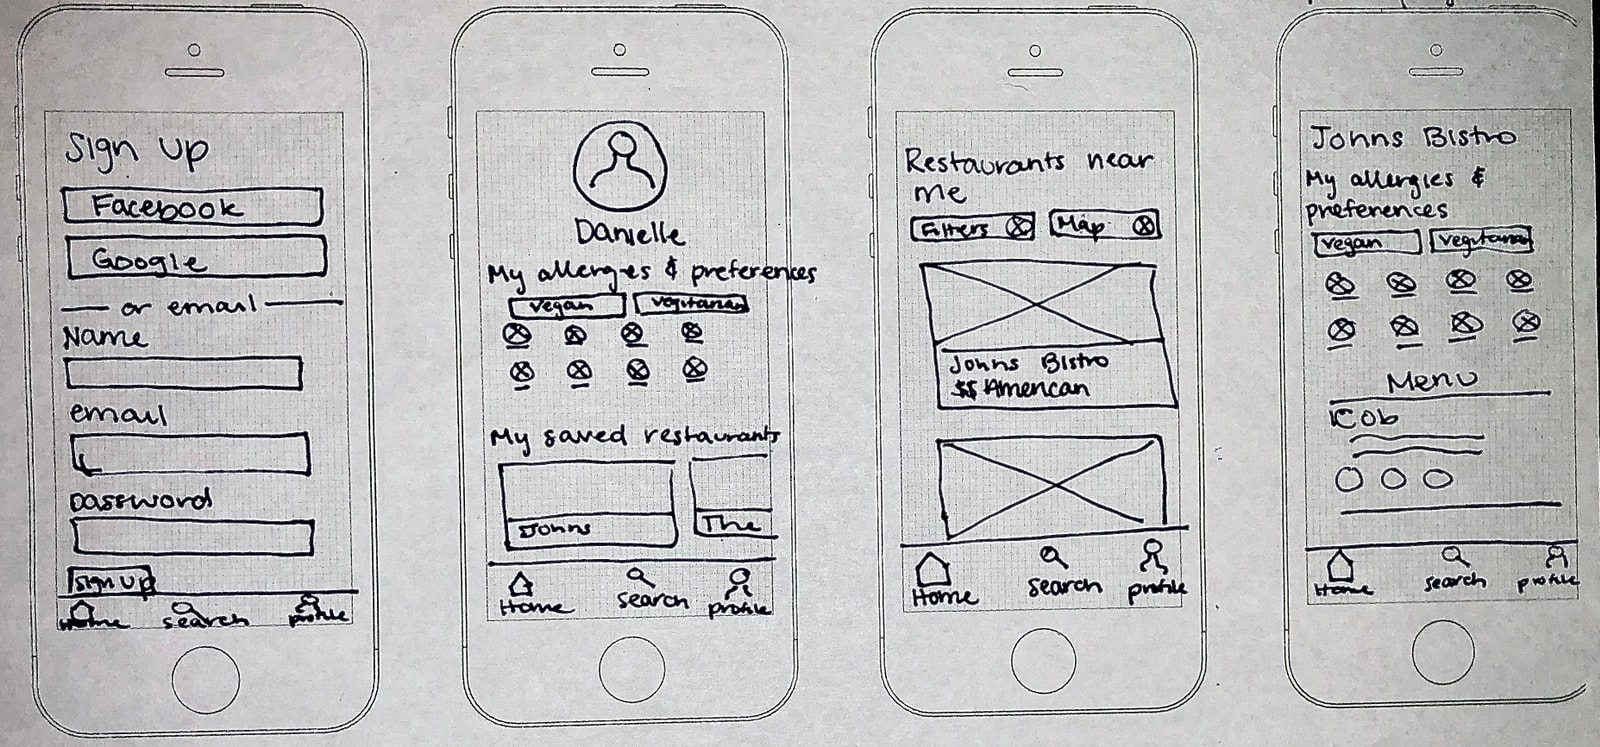 Sign up
Facebook
Google
or email
Name
email
password
sign up
Home search profile
Danielle
My allergies & preferences
vegan vegitarian
My saved restaurants
Johns The
Home search profile
Restaurants near
me
Filters Map
Johns Bistro
$$ American
Home search profile
Johns Bistro
My allergies &
preferences
vegan vegitarian
Menu
Cob
Home search profile